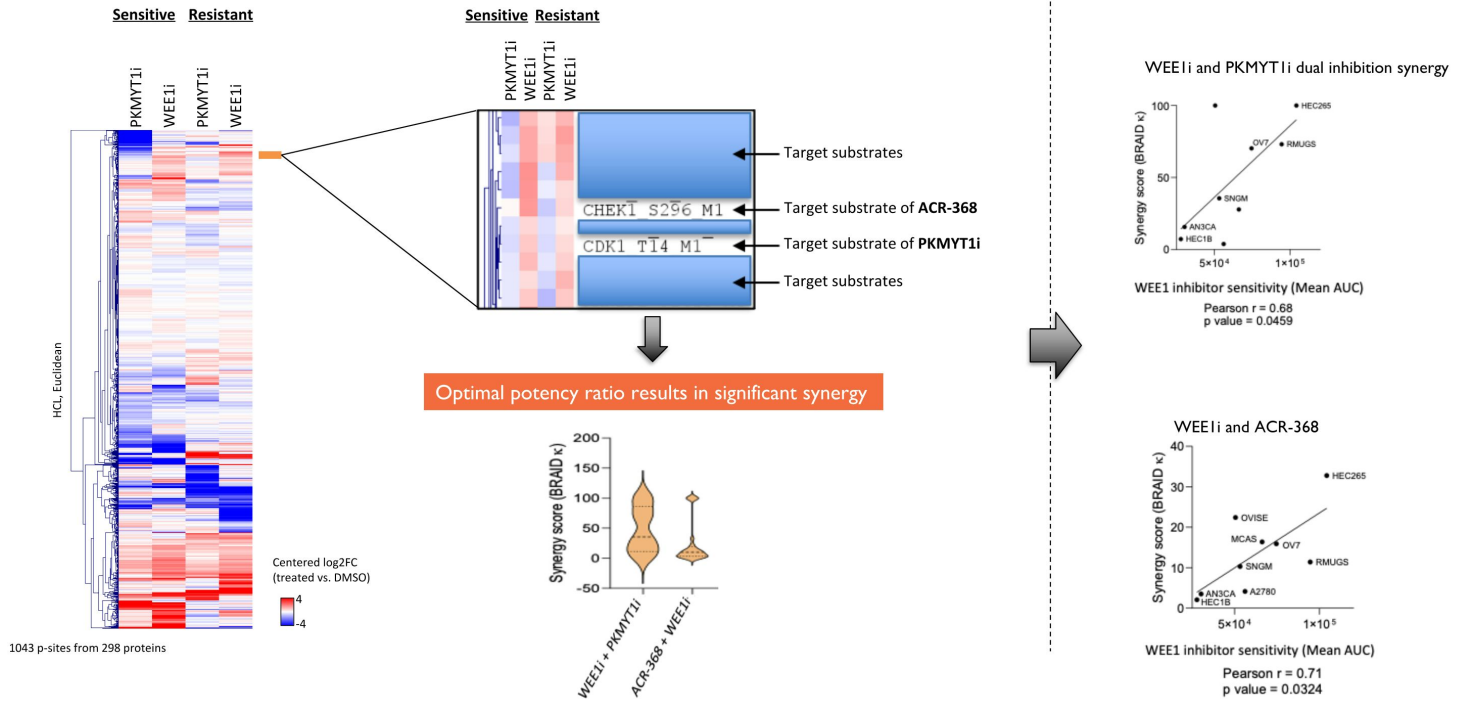 Sensitive Resistant
PKMYT1i
WEE1i
PKMYT1i
WEE1i
HCL, Euclidean
Centered log2FC
(treated vs. DMSO)
4
-4
1043 p-sites from 298 proteins
Sensitive Resistant
PKMYT1i
WEE1i
PKMYT1i
WEE1i
Target substrates
CHEK1_S296_M1
Target substrate of ACR-368
CDK1_T14_M1
Target substrate of PKMYT1i
Target substrates
Optimal potency ratio results in significant synergy
Synergy score (BRAID κ)
200
150
100
50
0
-50
WEE1i + PKMYT1i
ACR-368 + WEE1i
WEE1i and PKMYT1i dual inhibition synergy
Synergy score (BRAID κ)
100
50
0
HEC265
OV7
RMUGS
SNGM
AN3CA
HEC1B
5×10⁴
1×10⁵
WEE1 inhibitor sensitivity (Mean AUC)
Pearson r = 0.68
p value = 0.0459
WEE1i and ACR-368
Synergy score (BRAID κ)
40
30
20
10
0
HEC265
OVISE
MCAS
OV7
RMUGS
SNGM
AN3CA
A2780
HEC1B
5×10⁴
1×10⁵
WEE1 inhibitor sensitivity (Mean AUC)
Pearson r = 0.71
p value = 0.0324